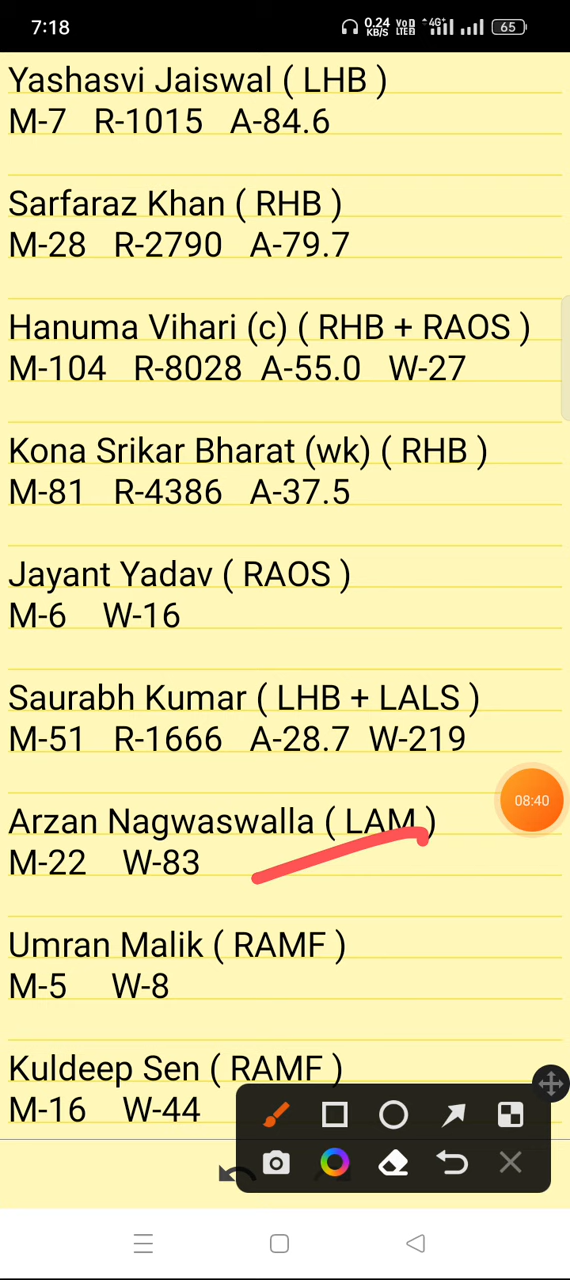 7:18 0.24 KB/S Vo LTE 4G+ 65
Yashasvi Jaiswal ( LHB )
M-7 R-1015 A-84.6
Sarfaraz Khan ( RHB )
M-28 R-2790 A-79.7
Hanuma Vihari (c) ( RHB + RAOS )
M-104 R-8028 A-55.0 W-27
Kona Srikar Bharat (wk) ( RHB )
M-81 R-4386 A-37.5
Jayant Yadav ( RAOS )
M-6 W-16
Saurabh Kumar ( LHB + LALS )
M-51 R-1666 A-28.7 W-219
08:40
Arzan Nagwaswalla ( LAM )
M-22 W-83
Umran Malik ( RAMF )
M-5 W-8
Kuldeep Sen ( RAMF )
M-16 W-44